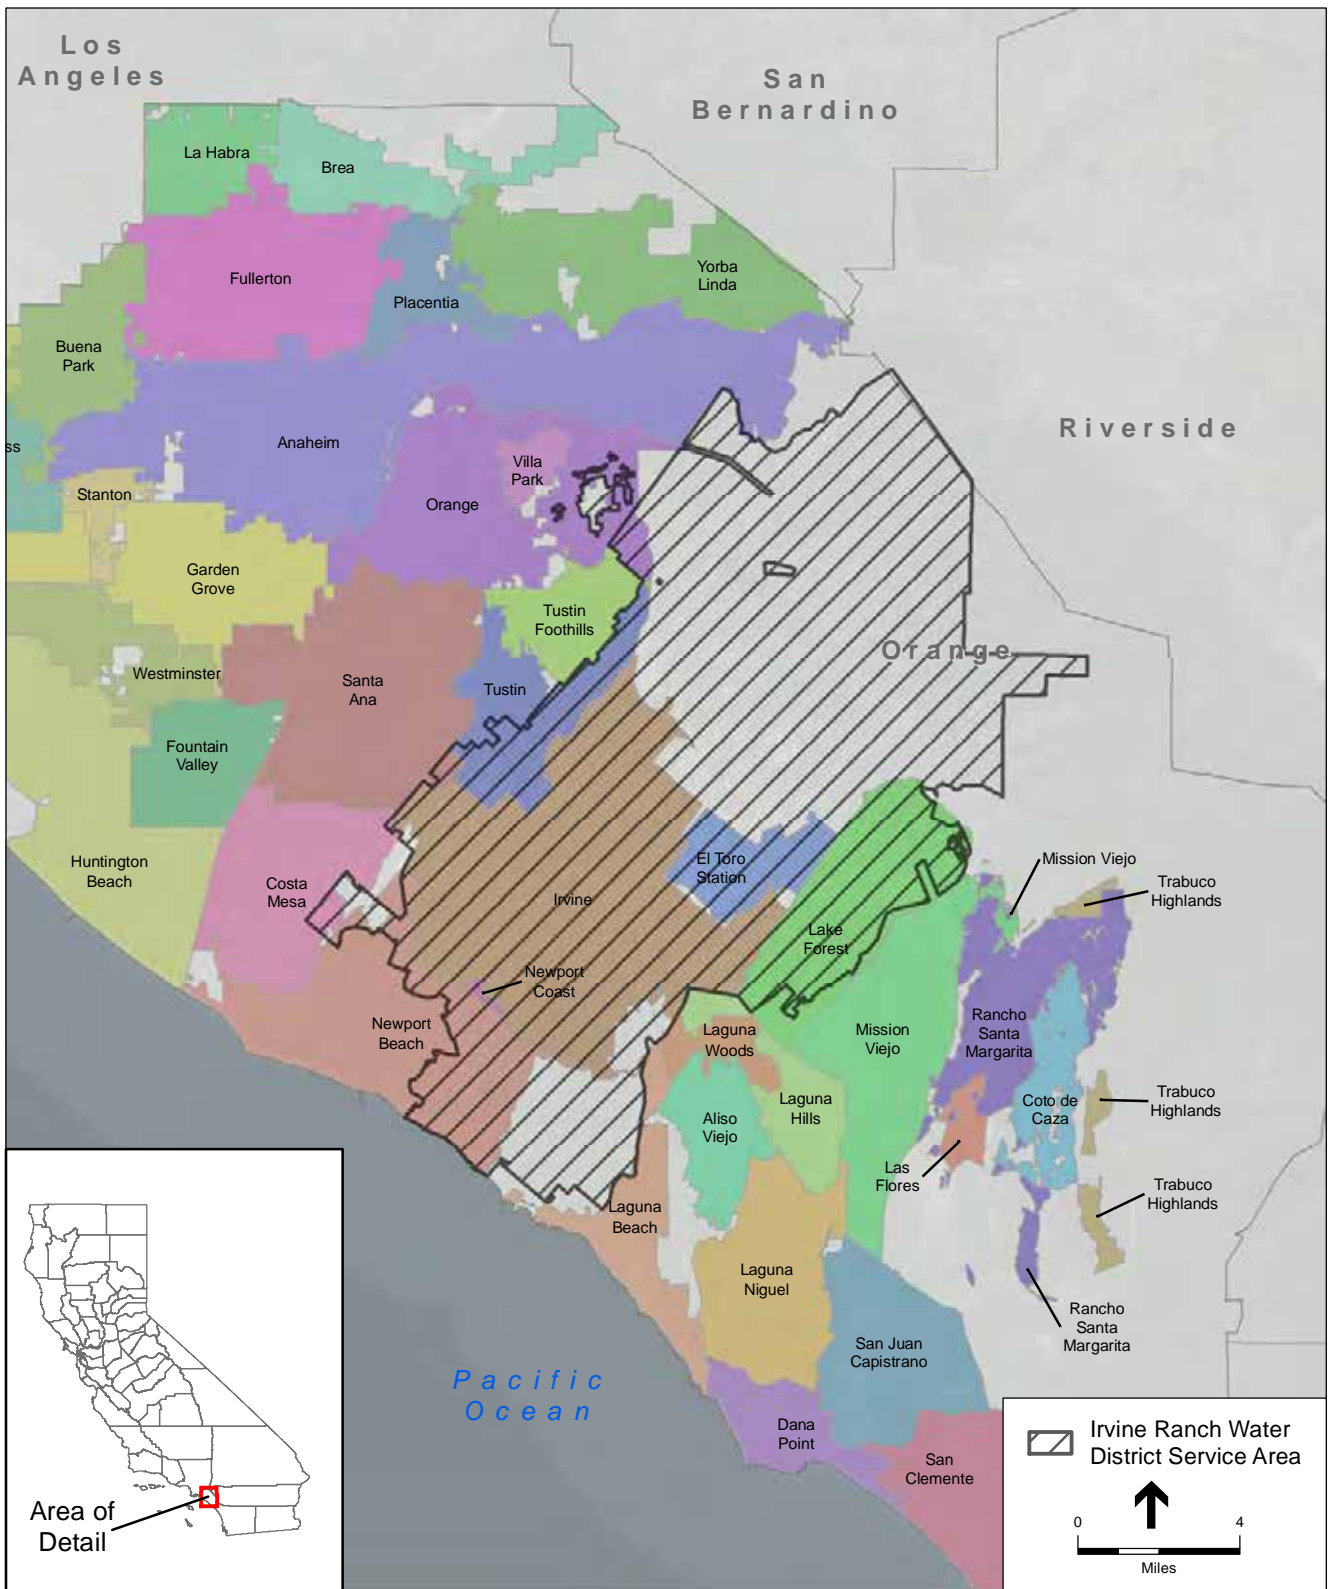 Los
Angeles
San
Bernardino
La Habra
Brea
Fullerton
Placentia
Yorba
Linda
Buena
Park
Riverside
ss
Anaheim
Villa
Park
Stanton
Orange
Garden
Grove
Tustin
Foothills
Orange
Westminster
Santa
Ana
Tustin
Fountain
Valley
Huntington
Beach
Costa
Mesa
Irvine
El Toro
Station
Mission Viejo
Trabuco
Highlands
Lake
Forest
Newport
Coast
Newport
Beach
Laguna
Woods
Mission
Viejo
Rancho
Santa
Margarita
Aliso
Viejo
Laguna
Hills
Coto de
Caza
Trabuco
Highlands
Las
Flores
Trabuco
Highlands
Laguna
Beach
Laguna
Niguel
Rancho
Santa
Margarita
San Juan
Capistrano
Pacific
Ocean
Dana
Point
San
Clemente
Area of
Detail
Irvine Ranch Water
District Service Area
0 4
Miles